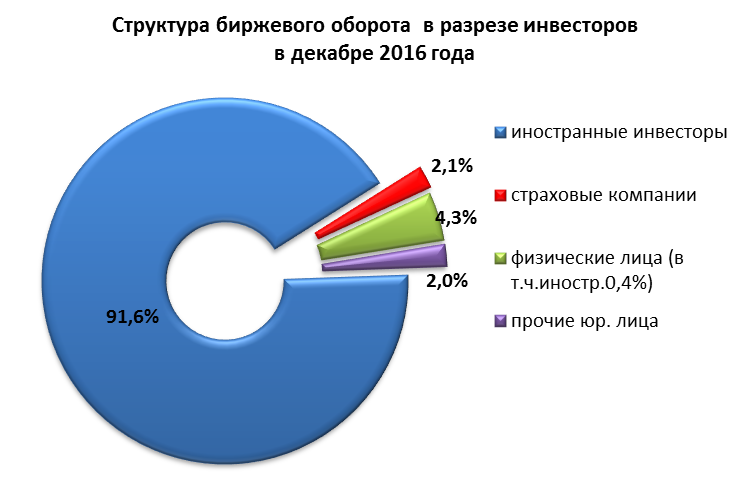 Структура биржевого оборота в разрезе инвесторов
в декабре 2016 года
2,1%
4,3%
2,0%
91,6%
иностранные инвесторы
страховые компании
физические лица (в
т.ч.иностр.0,4%)
прочие юр. лица